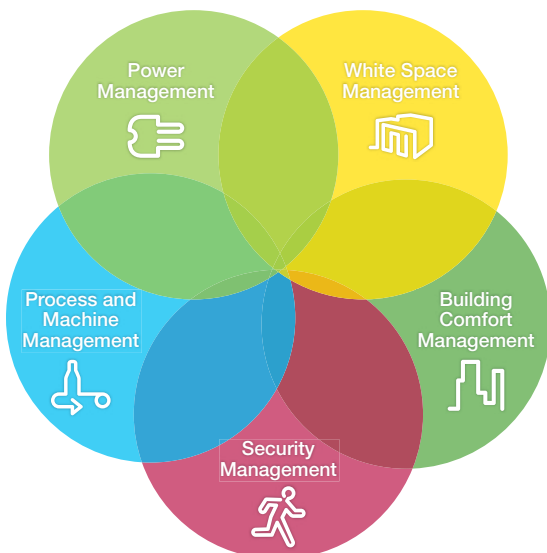 Power
Management
White Space
Management
Process and
Machine
Management
Building
Comfort
Management
Security
Management